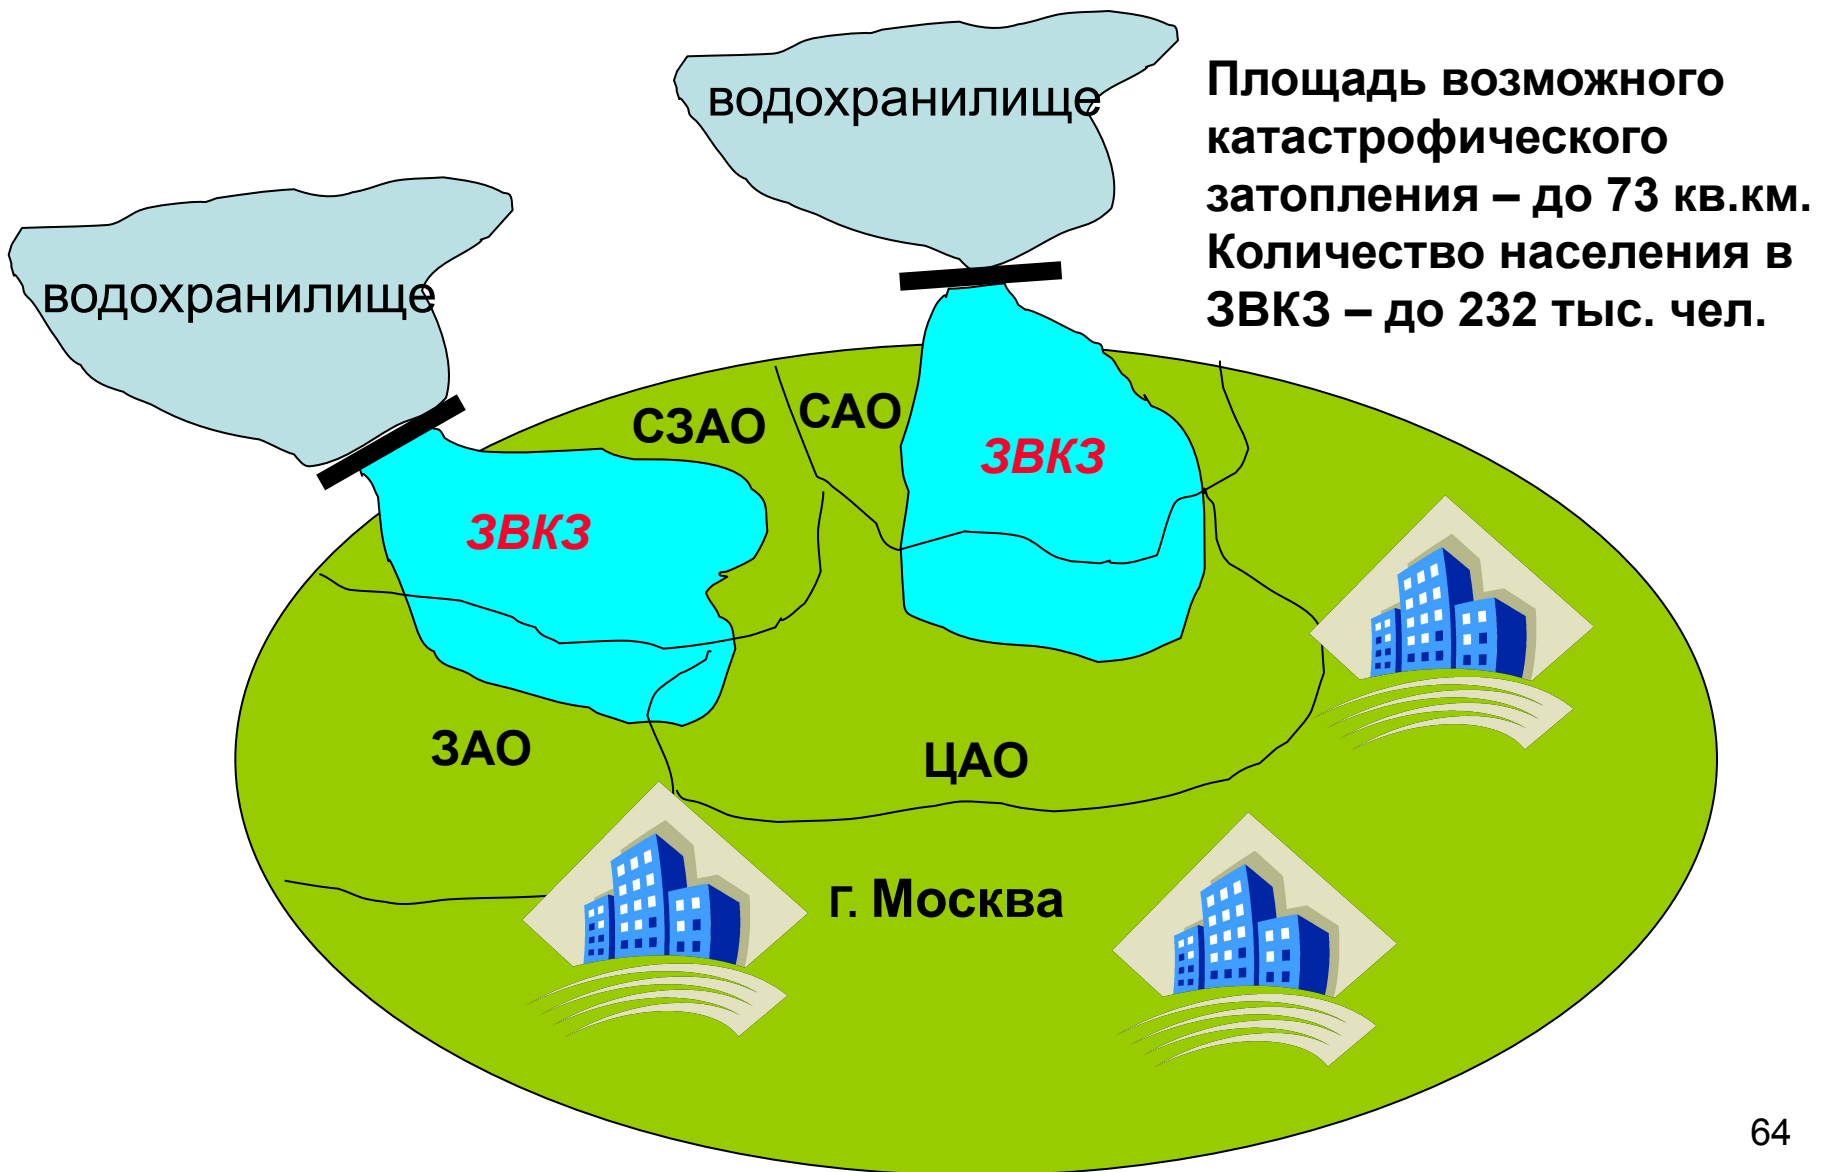 водохранилище
Площадь возможного
катастрофического
затопления – до 73 кв.км.
Количество населения в
ЗВКЗ – до 232 тыс. чел.
водохранилище
СЗАО
САО
ЗВКЗ
ЗВКЗ
ЗАО
ЦАО
г. Москва
64